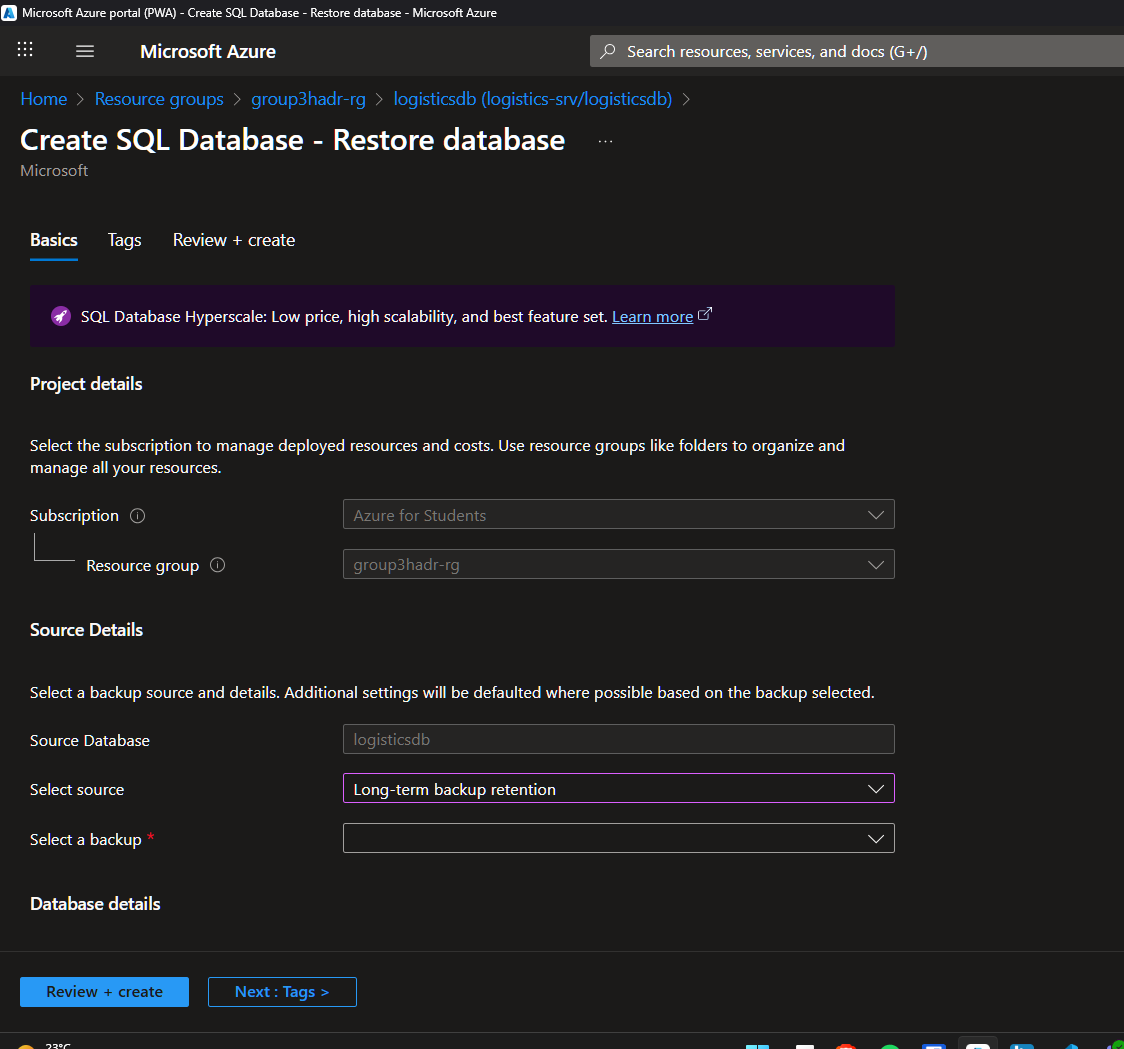 Microsoft Azure portal (PWA) - Create SQL Database - Restore database - Microsoft Azure
Microsoft Azure
Search resources, services, and docs (G+/)
Home > Resource groups > group3hadr-rg > logisticsdb (logistics-srv/logisticsdb) >
Create SQL Database - Restore database ...
Microsoft
Basics Tags Review + create
SQL Database Hyperscale: Low price, high scalability, and best feature set. Learn more
Project details
Select the subscription to manage deployed resources and costs. Use resource groups like folders to organize and
manage all your resources.
Subscription
Azure for Students
Resource group
group3hadr-rg
Source Details
Select a backup source and details. Additional settings will be defaulted where possible based on the backup selected.
Source Database
logisticsdb
Select source
Long-term backup retention
Select a backup *
Database details
Review + create
Next : Tags >
23°C